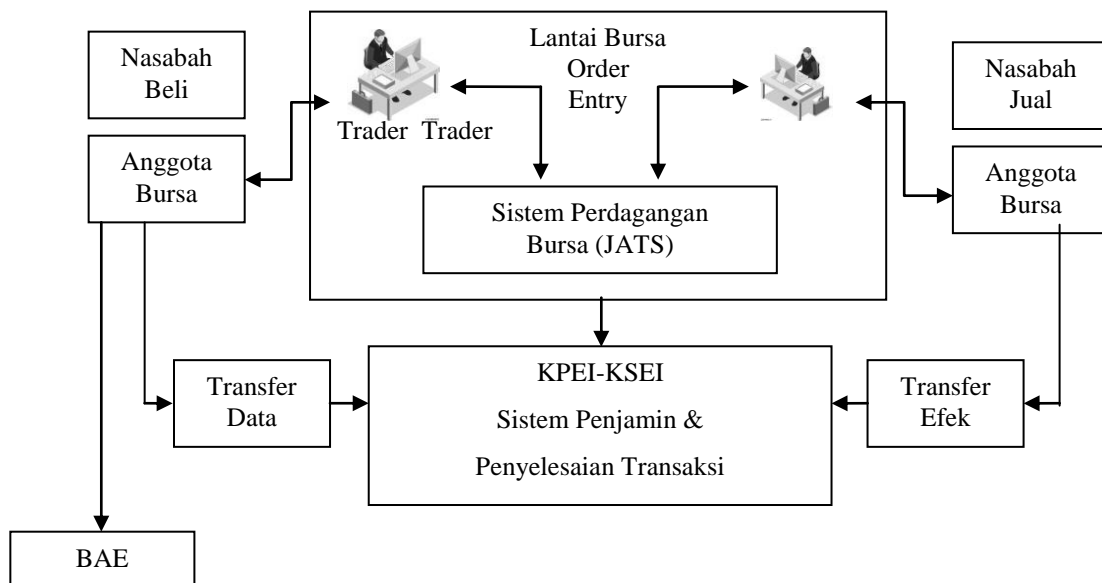 Lantai Bursa
Order
Entry
Nasabah
Beli
Nasabah
Jual
Trader Trader
Anggota
Bursa
Anggota
Bursa
Sistem Perdagangan
Bursa (JATS)
KPEI-KSEI
Sistem Penjamin &
Penyelesaian Transaksi
Transfer
Data
Transfer
Efek
BAE